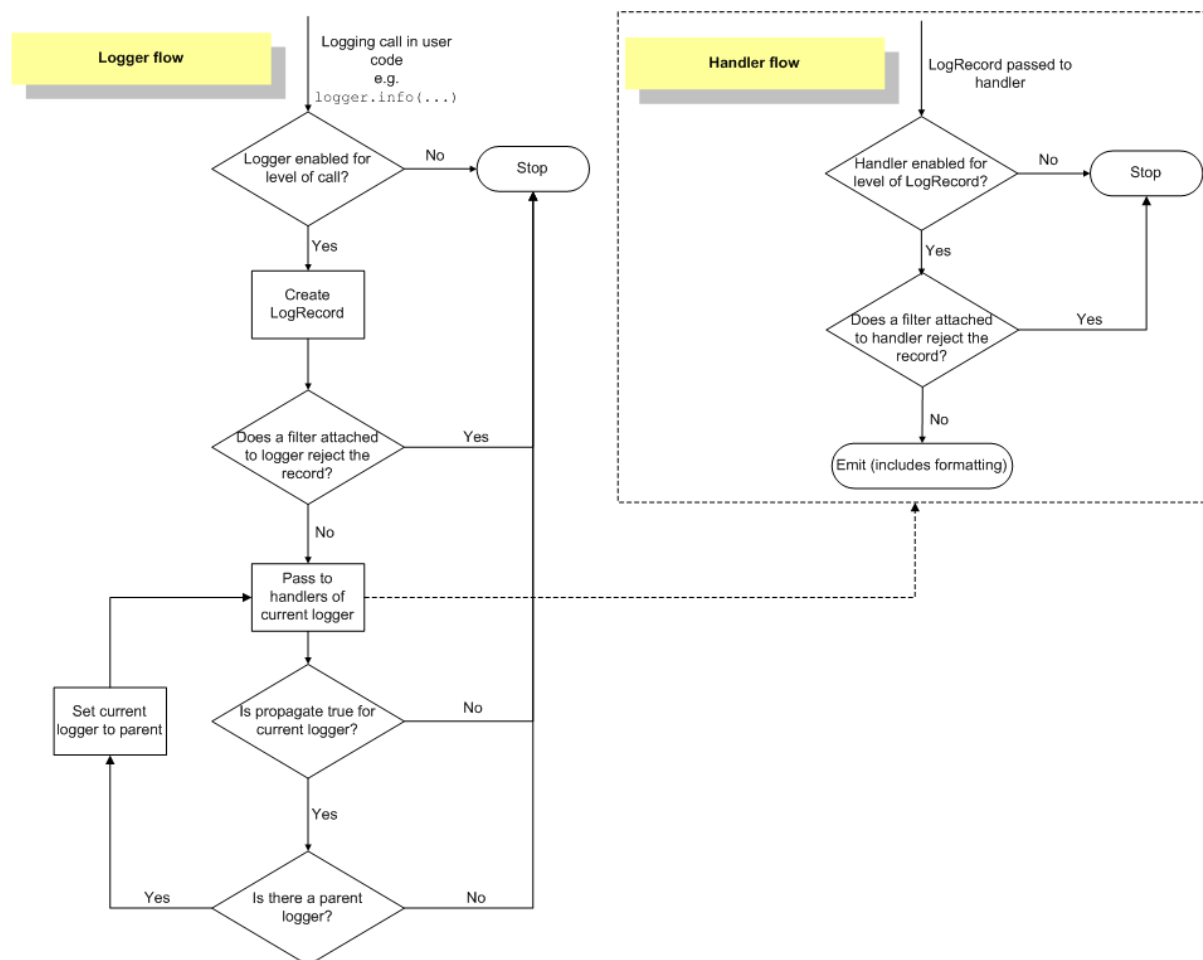 Logger flow
Logging call in user
code
e.g.
logger.info(...)
Logger enabled for
level of call?
No
Stop
Yes
Create
LogRecord
Does a filter attached
to logger reject the
record?
Yes
No
Pass to
handlers of
current logger
Set current
logger to parent
Is propagate true for
current logger?
No
Yes
Is there a parent
logger?
Yes
No
Handler flow
LogRecord passed to
handler
Handler enabled for
level of LogRecord?
No
Stop
Yes
Does a filter attached
to handler reject the
record?
Yes
No
Emit (includes formatting)